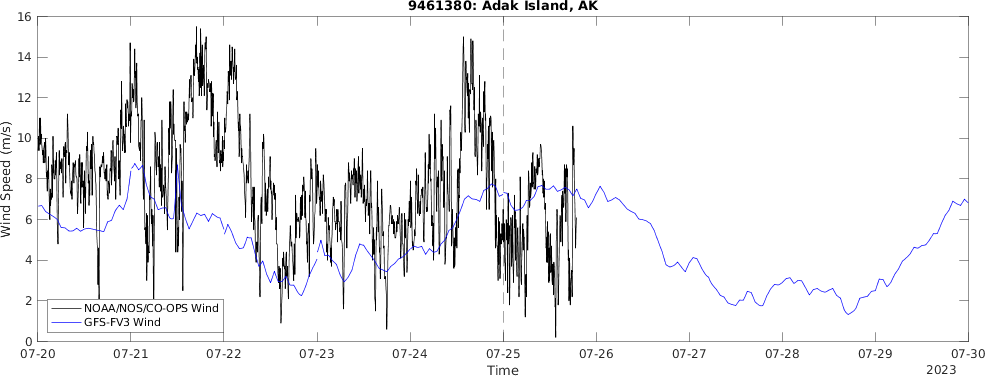 9461380: Adak Island, AK
Wind Speed (m/s)
16
14
12
10
8
6
4
2
0
NOAA/NOS/CO-OPS Wind
GFS-FV3 Wind
07-20 07-21 07-22 07-23 07-24 07-25 07-26 07-27 07-28 07-29 07-30
Time
2023